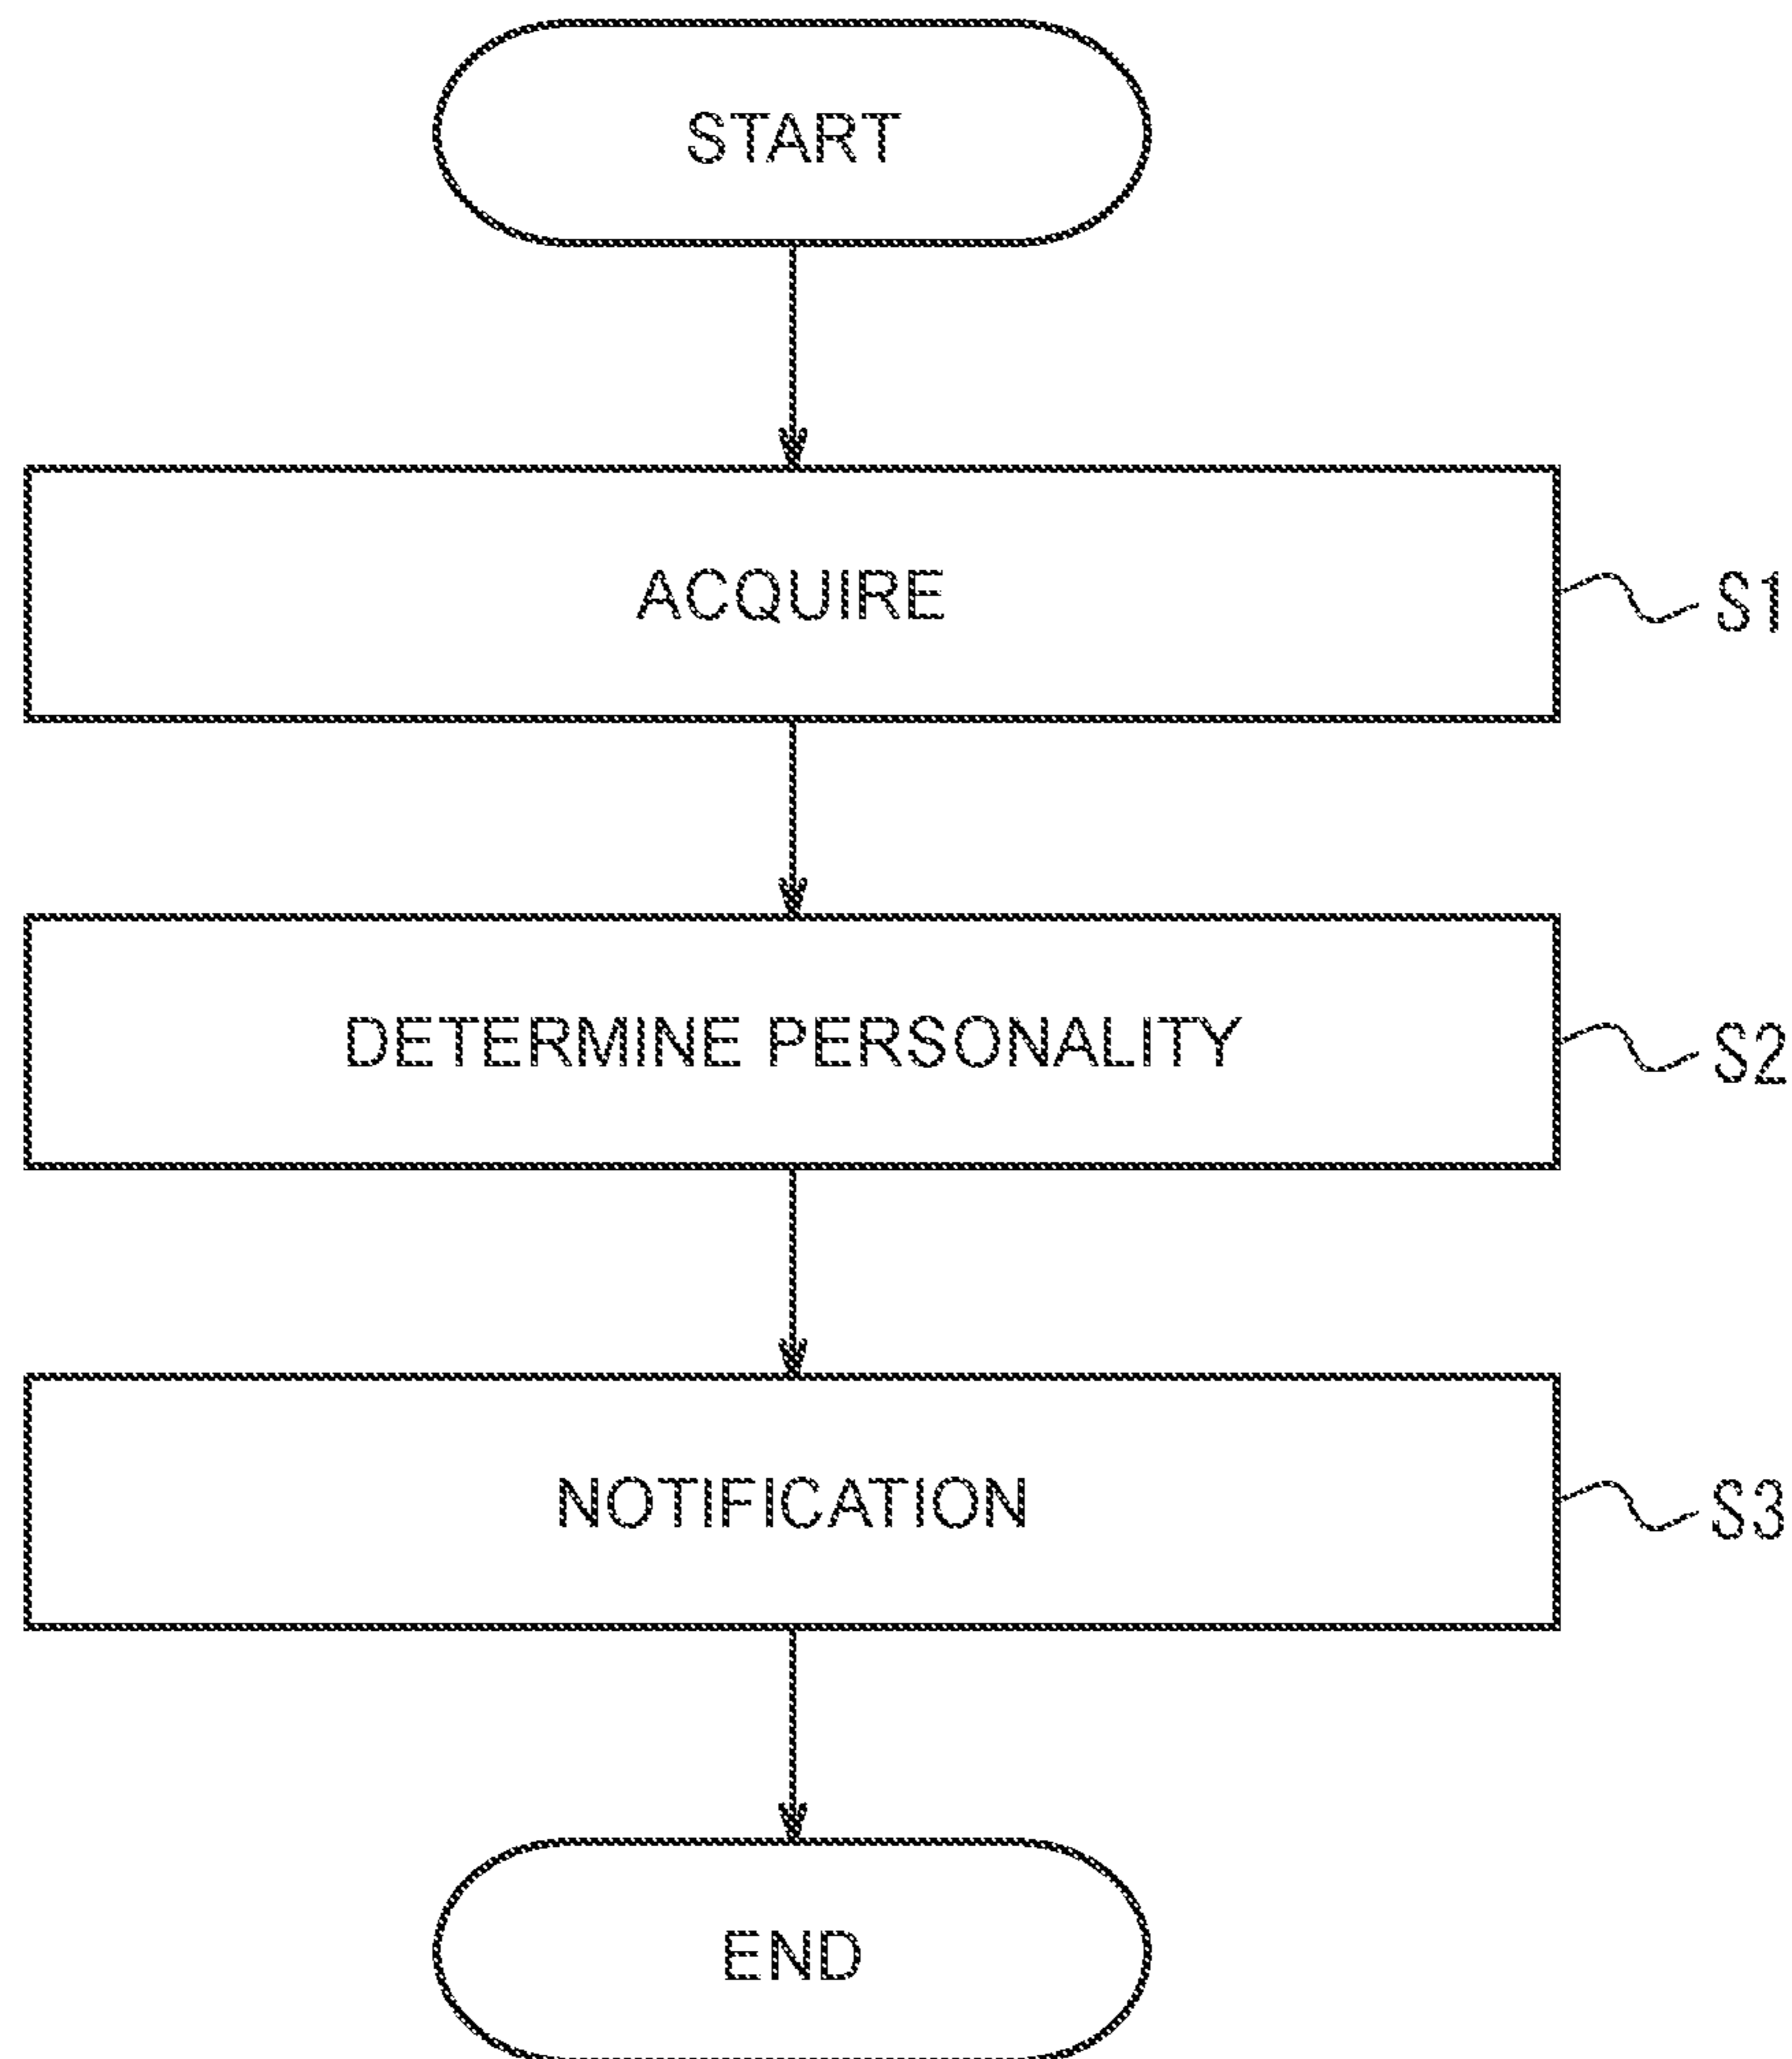 START
ACQUIRE
S1
DETERMINE PERSONALITY
S2
NOTIFICATION
S3
END